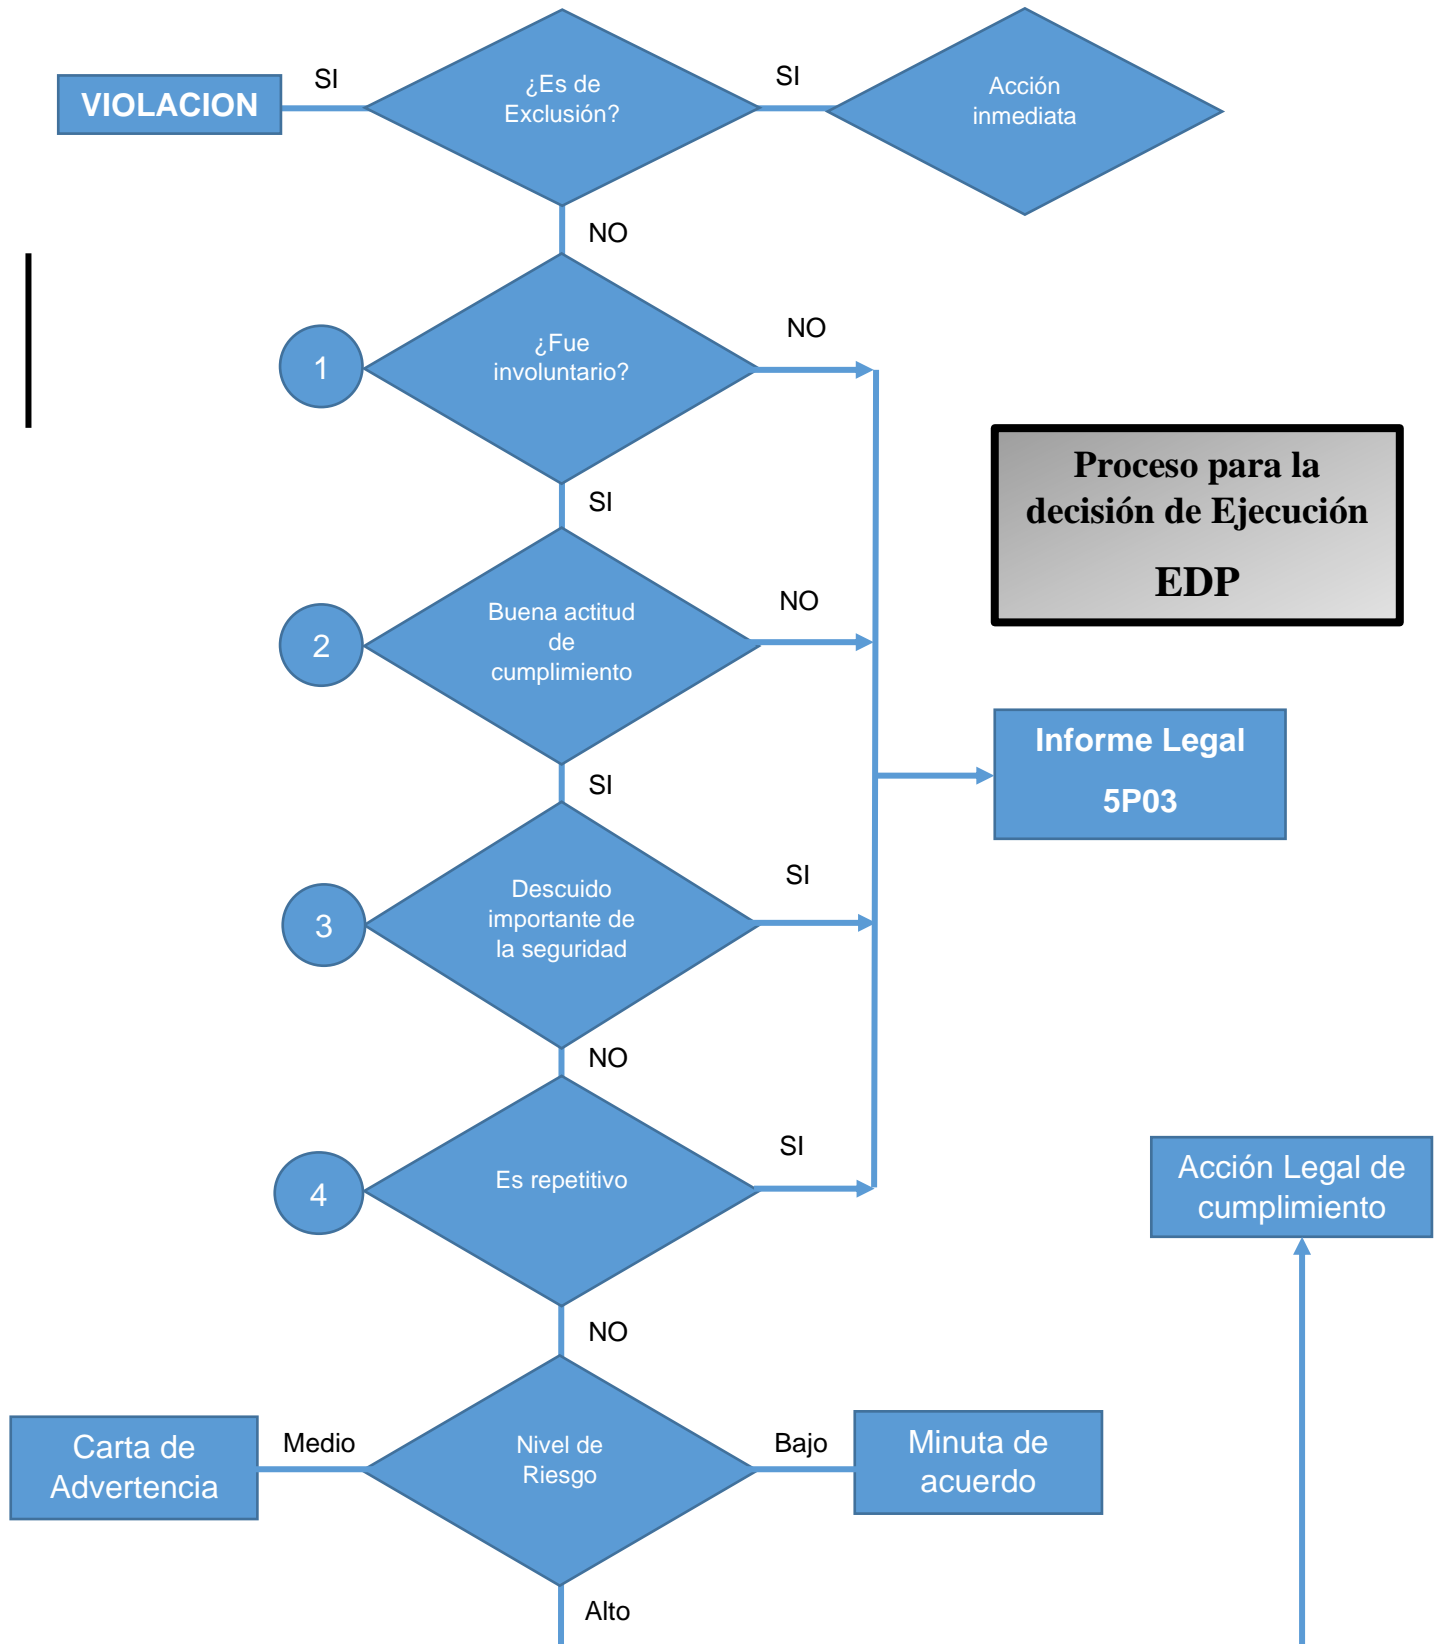 VIOLACION
SI
¿Es de
Exclusión?
SI
Acción
inmediata
NO
1
¿Fue
involuntario?
NO
SI
Proceso para la
decisión de Ejecución
EDP
2
Buena actitud
de
cumplimiento
NO
SI
Informe Legal
5P03
3
Descuido
importante de
la seguridad
SI
NO
4
Es repetitivo
SI
Acción Legal de
cumplimiento
NO
Carta de
Advertencia
Medio
Nivel de
Riesgo
Bajo
Minuta de
acuerdo
Alto